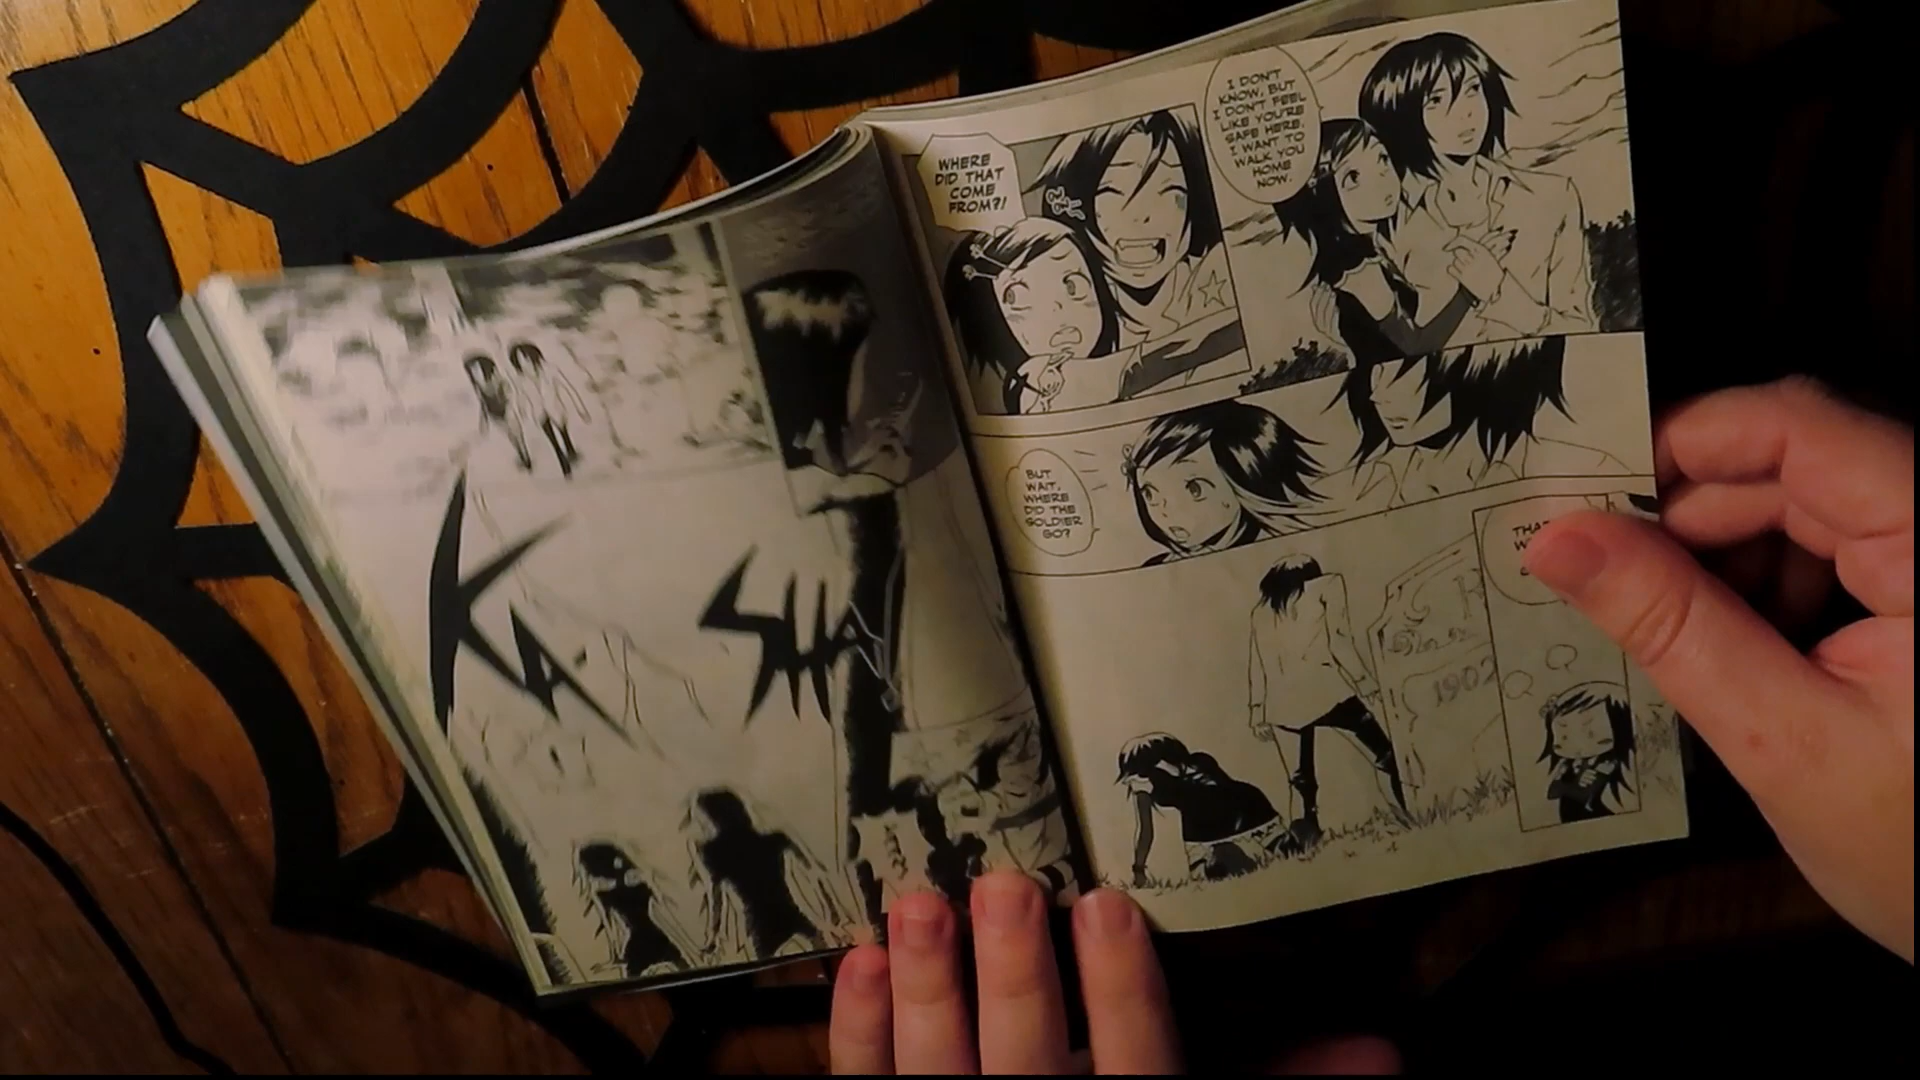 KA-
SHA
WHERE
DID THAT
COME
FROM?!
I DON'T
KNOW, BUT
I DON'T FEEL
LIKE YOU'RE
SAFE HERE.
I WANT TO
WALK YOU
HOME
NOW.
BUT
WAIT,
WHERE
DID THE
SOLDIER
GO?
1902